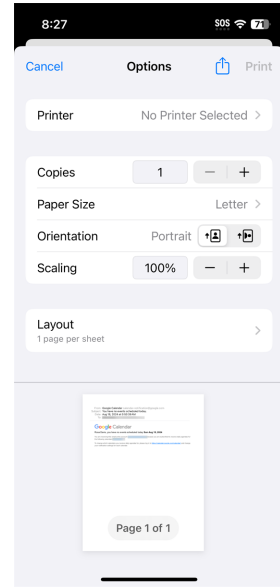 8:27 SOS 71
Cancel Options Print
Printer No Printer Selected
Copies 1 − +
Paper Size Letter
Orientation Portrait
Scaling 100% − +
Layout
1 page per sheet
Google Calendar
Page 1 of 1